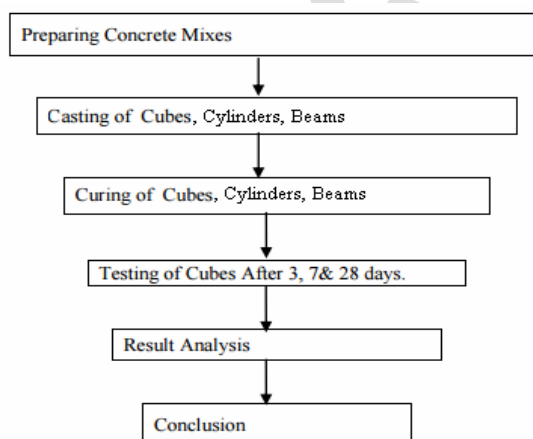 Preparing Concrete Mixes
Casting of Cubes, Cylinders, Beams
Curing of Cubes, Cylinders, Beams
Testing of Cubes After 3, 7& 28 days.
Result Analysis
Conclusion